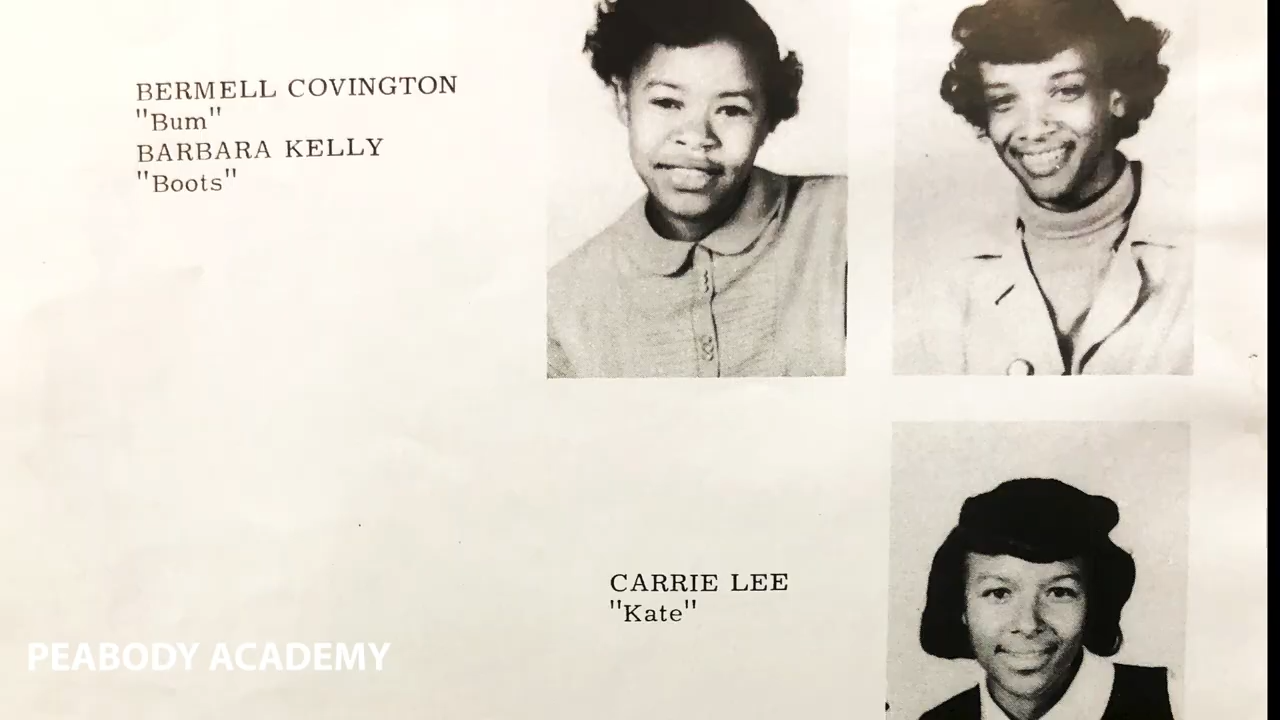 BERMELL COVINGTON
"Bum"
BARBARA KELLY
"Boots"
CARRIE LEE
"Kate"
PEABODY ACADEMY